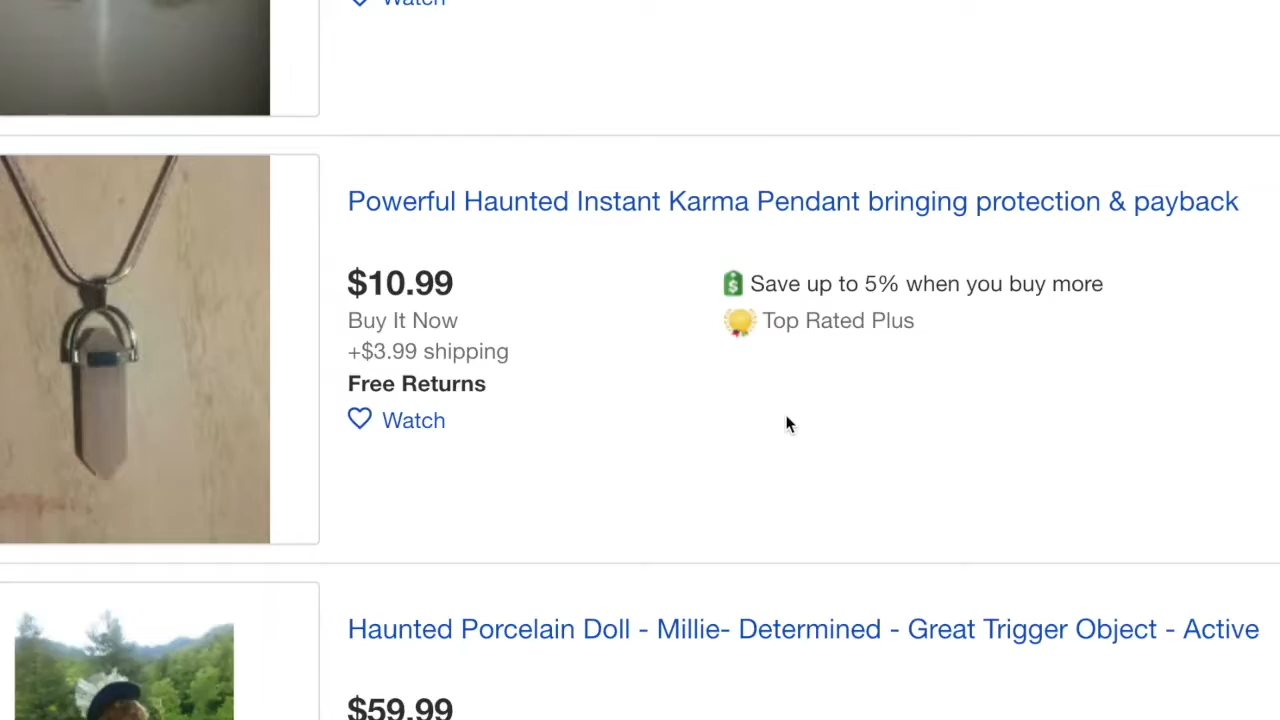 Watch
Powerful Haunted Instant Karma Pendant bringing protection & payback
$10.99
Save up to 5% when you buy more
Buy It Now
Top Rated Plus
+$3.99 shipping
Free Returns
Watch
Haunted Porcelain Doll - Millie- Determined - Great Trigger Object - Active
$59.99